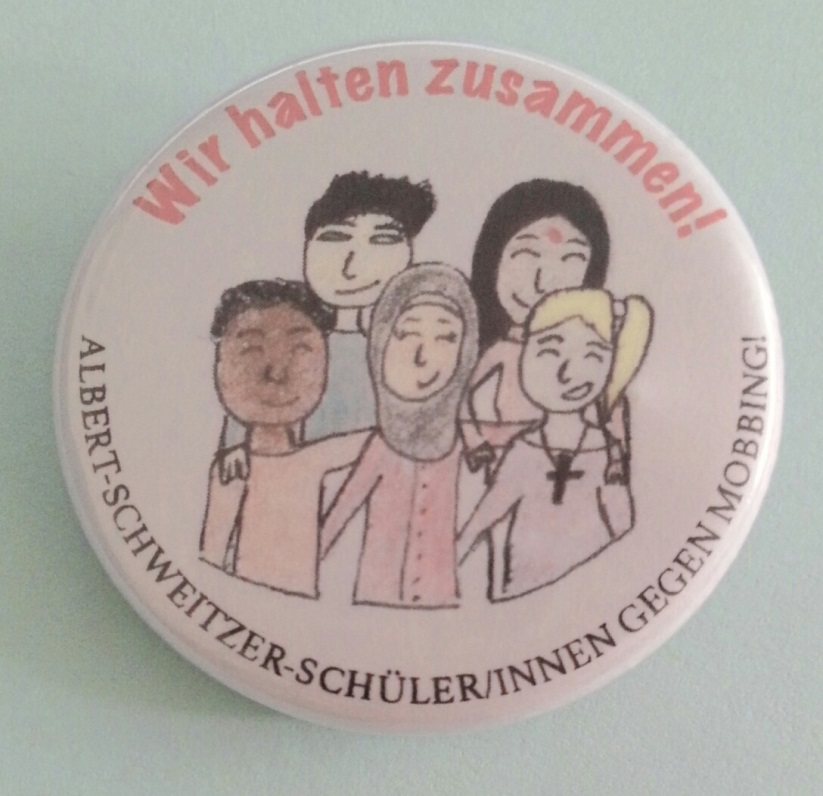 Wir halten zusammen!
ALBERT-SCHWEITZER-SCHÜLER/INNEN GEGEN MOBBING!